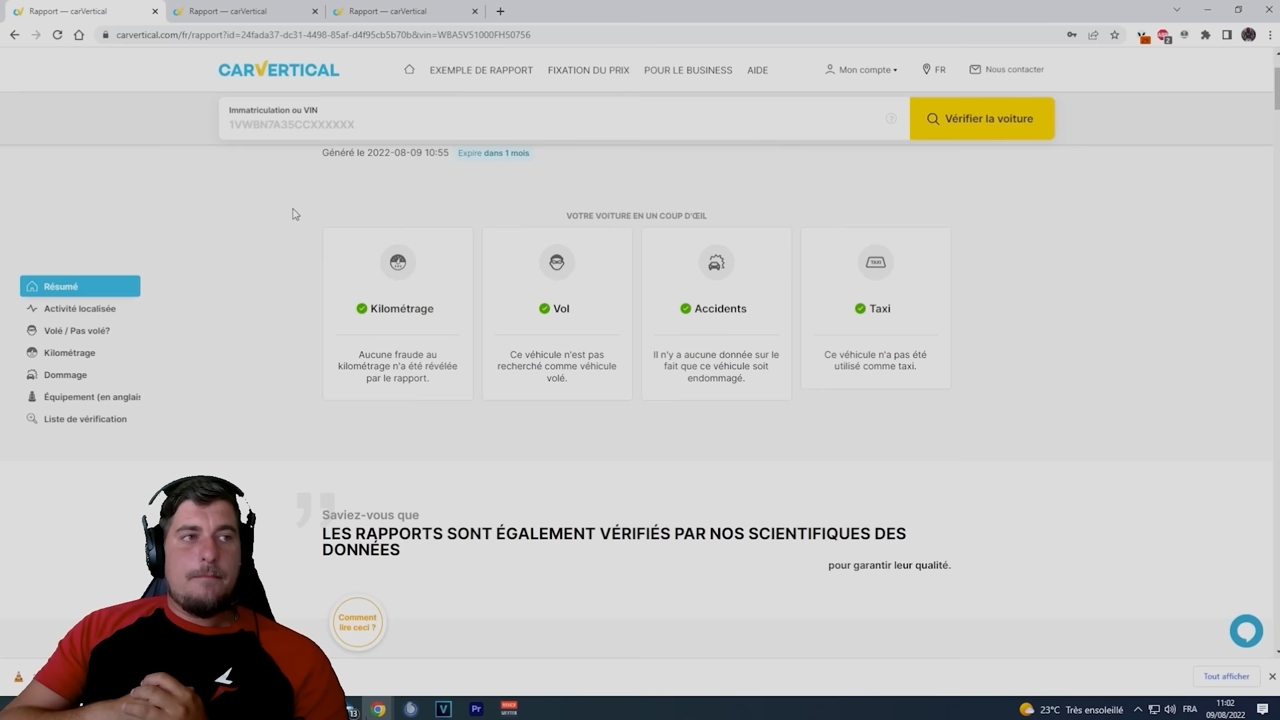 Rapport — carVertical
Rapport — carVertical
Rapport — carVertical
carvertical.com/fr/rapport?id=24fada37-dc31-4498-85af-d4f95cb5b70b&vin=WBA5V51000FH50756
CARVERTICAL
EXEMPLE DE RAPPORT
FIXATION DU PRIX
POUR LE BUSINESS
AIDE
Mon compte
FR
Nous contacter
Immatriculation ou VIN
1VWBN7A35CCXXXXXX
Vérifier la voiture
Généré le 2022-08-09 10:55
Expire dans 1 mois
VOTRE VOITURE EN UN COUP D'ŒIL
Résumé
Activité localisée
Volé / Pas volé?
Kilométrage
Dommage
Équipement (en anglais
Liste de vérification
Kilométrage
Aucune fraude au
kilométrage n'a été révélée
par le rapport.
Vol
Ce véhicule n'est pas
recherché comme véhicule
volé.
Accidents
Il n'y a aucune donnée sur le
fait que ce véhicule soit
endommagé.
TAXI
Taxi
Ce véhicule n'a pas été
utilisé comme taxi.
Saviez-vous que
LES RAPPORTS SONT ÉGALEMENT VÉRIFIÉS PAR NOS SCIENTIFIQUES DES
DONNÉES
pour garantir leur qualité.
Comment
lire ceci ?
Tout afficher
23°C Très ensoleillé
FRA
11:02
09/08/2022